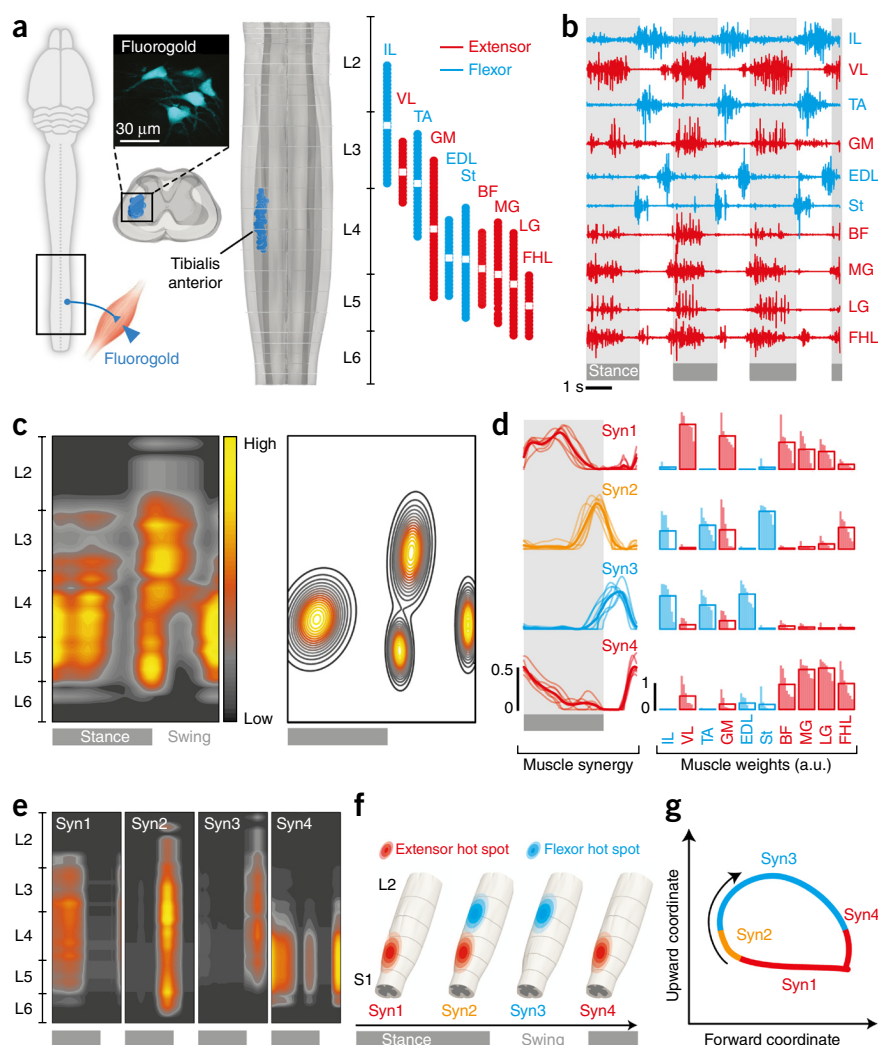 a
Fluorogold
30 μm
Tibialis
anterior
Fluorogold
L2
L3
L4
L5
L6
Extensor
Flexor
IL
VL
TA
GM
EDL
St
BF
MG
LG
FHL
b
IL
VL
TA
GM
EDL
St
BF
MG
LG
FHL
Stance
1 s
c
L2
L3
L4
L5
L6
High
Low
Stance
Swing
d
Syn1
Syn2
Syn3
Syn4
0.5
0
1
0
IL
VL
TA
GM
EDL
St
BF
MG
LG
FHL
Muscle synergy
Muscle weights (a.u.)
e
L2
L3
L4
L5
L6
Syn1
Syn2
Syn3
Syn4
f
Extensor hot spot
Flexor hot spot
L2
S1
Syn1
Syn2
Syn3
Syn4
Stance
Swing
g
Upward coordinate
Syn3
Syn4
Syn2
Syn1
Forward coordinate